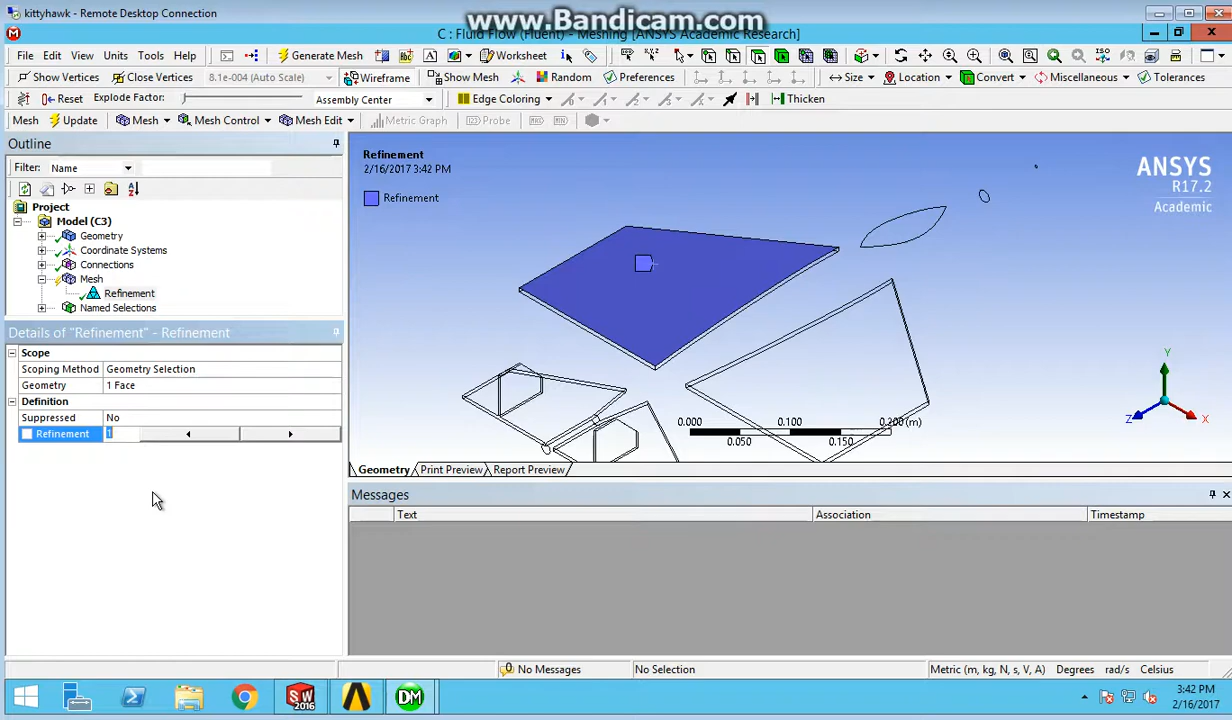 kittyhawk - Remote Desktop Connection
www.Bandicam.com
C : Fluid Flow (Fluent) - Meshing [ANSYS Academic Research]
File Edit View Units Tools Help Generate Mesh Worksheet
Show Vertices Close Vertices 8.1e-004 (Auto Scale) Wireframe Show Mesh Random Preferences Size Location Convert Miscellaneous Tolerances
Reset Explode Factor: Assembly Center Edge Coloring Thicken
Mesh Update Mesh Mesh Control Mesh Edit Metric Graph Probe MAX MIN
Outline
Filter: Name
Project
Model (C3)
Geometry
Coordinate Systems
Connections
Mesh
Refinement
Named Selections
Details of "Refinement" - Refinement
Scope
Scoping Method Geometry Selection
Geometry 1 Face
Definition
Suppressed No
Refinement 1
Refinement
2/16/2017 3:42 PM
Refinement
ANSYS
R17.2
Academic
Y
Z
X
0.000 0.100 0.200 (m)
0.050 0.150
Geometry Print Preview Report Preview
Messages
Text Association Timestamp
No Messages No Selection Metric (m, kg, N, s, V, A) Degrees rad/s Celsius
SW
2016
DM
3:42 PM
2/16/2017